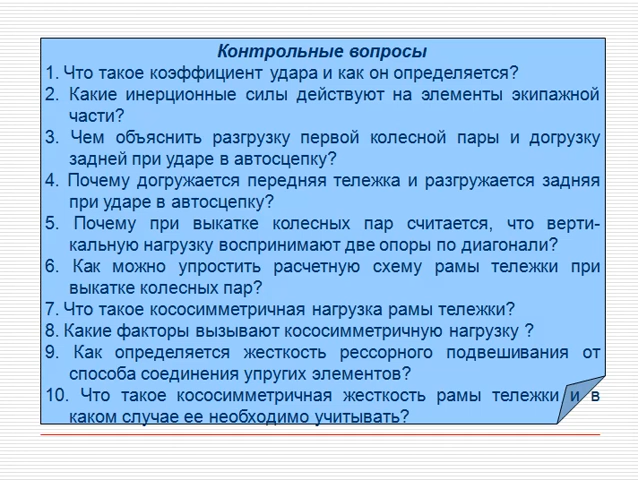 Контрольные вопросы
1. Что такое коэффициент удара и как он определяется?
2. Какие инерционные силы действуют на элементы экипажной
части?
3. Чем объяснить разгрузку первой колесной пары и догрузку
задней при ударе в автосцепку?
4. Почему догружается передняя тележка и разгружается задняя
при ударе в автосцепку?
5. Почему при выкатке колесных пар считается, что верти-
кальную нагрузку воспринимают две опоры по диагонали?
6. Как можно упростить расчетную схему рамы тележки при
выкатке колесных пар?
7. Что такое кососимметричная нагрузка рамы тележки?
8. Какие факторы вызывают кососимметричную нагрузку ?
9. Как определяется жесткость рессорного подвешивания от
способа соединения упругих элементов?
10. Что такое кососимметричная жесткость рамы тележки и в
каком случае ее необходимо учитывать?